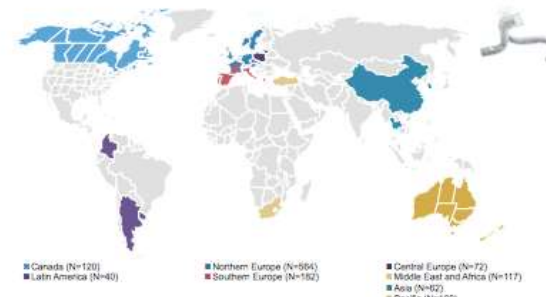 Canada (N=120)
Latin America (N=40)
Northern Europe (N=564)
Southern Europe (N=182)
Central Europe (N=72)
Middle East and Africa (N=117)
Asia (N=62)